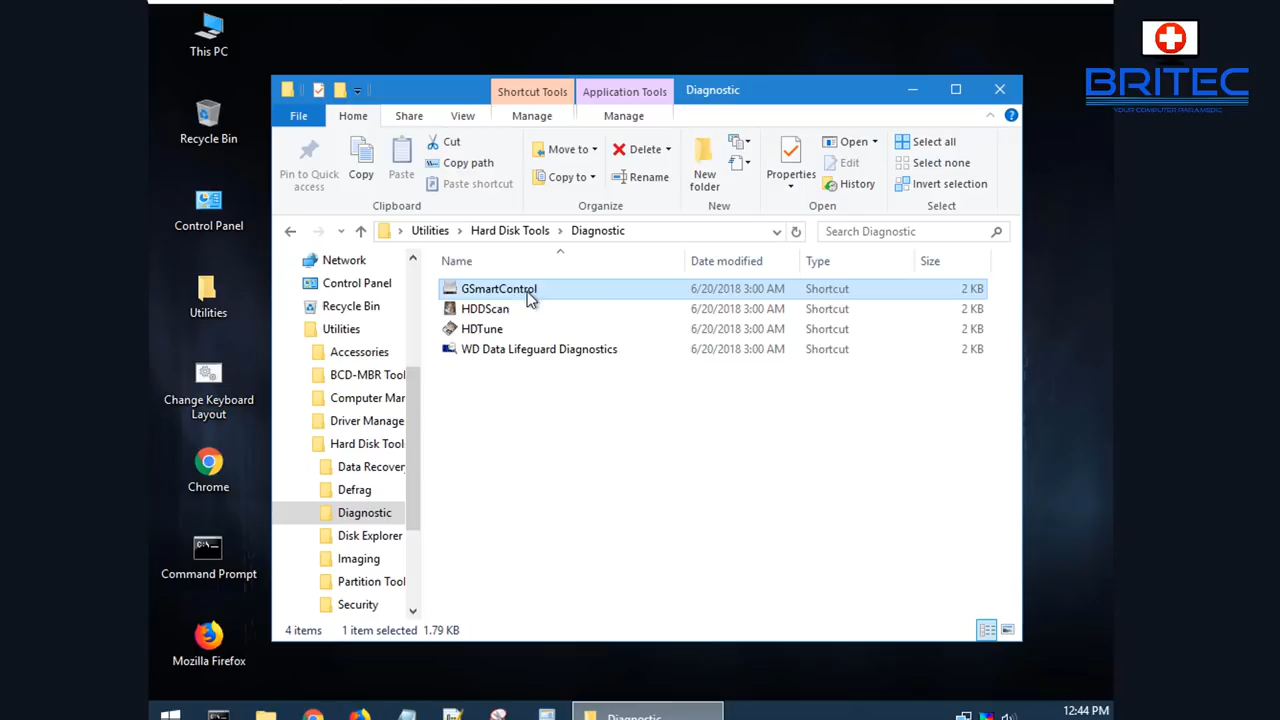 This PC
Recycle Bin
Control Panel
Utilities
Change Keyboard
Layout
Chrome
Command Prompt
Mozilla Firefox
BRITEC
YOUR COMPUTER PARAMEDIC
Shortcut Tools
Application Tools
Diagnostic
File
Home
Share
View
Manage
Manage
Pin to Quick
access
Copy
Paste
Cut
Copy path
Paste shortcut
Clipboard
Move to
Copy to
Delete
Rename
Organize
New
folder
New
Properties
Open
Edit
History
Open
Select all
Select none
Invert selection
Select
Utilities
Hard Disk Tools
Diagnostic
Search Diagnostic
Network
Control Panel
Recycle Bin
Utilities
Accessories
BCD-MBR Tool
Computer Mar
Driver Manage
Hard Disk Tool
Data Recover
Defrag
Diagnostic
Disk Explorer
Imaging
Partition Tool
Security
Name Date modified Type Size
GSmartControl 6/20/2018 3:00 AM Shortcut 2 KB
HDDScan 6/20/2018 3:00 AM Shortcut 2 KB
HDTune 6/20/2018 3:00 AM Shortcut 2 KB
WD Data Lifeguard Diagnostics 6/20/2018 3:00 AM Shortcut 2 KB
4 items 1 item selected 1.79 KB
Diagnostic
12:44 PM